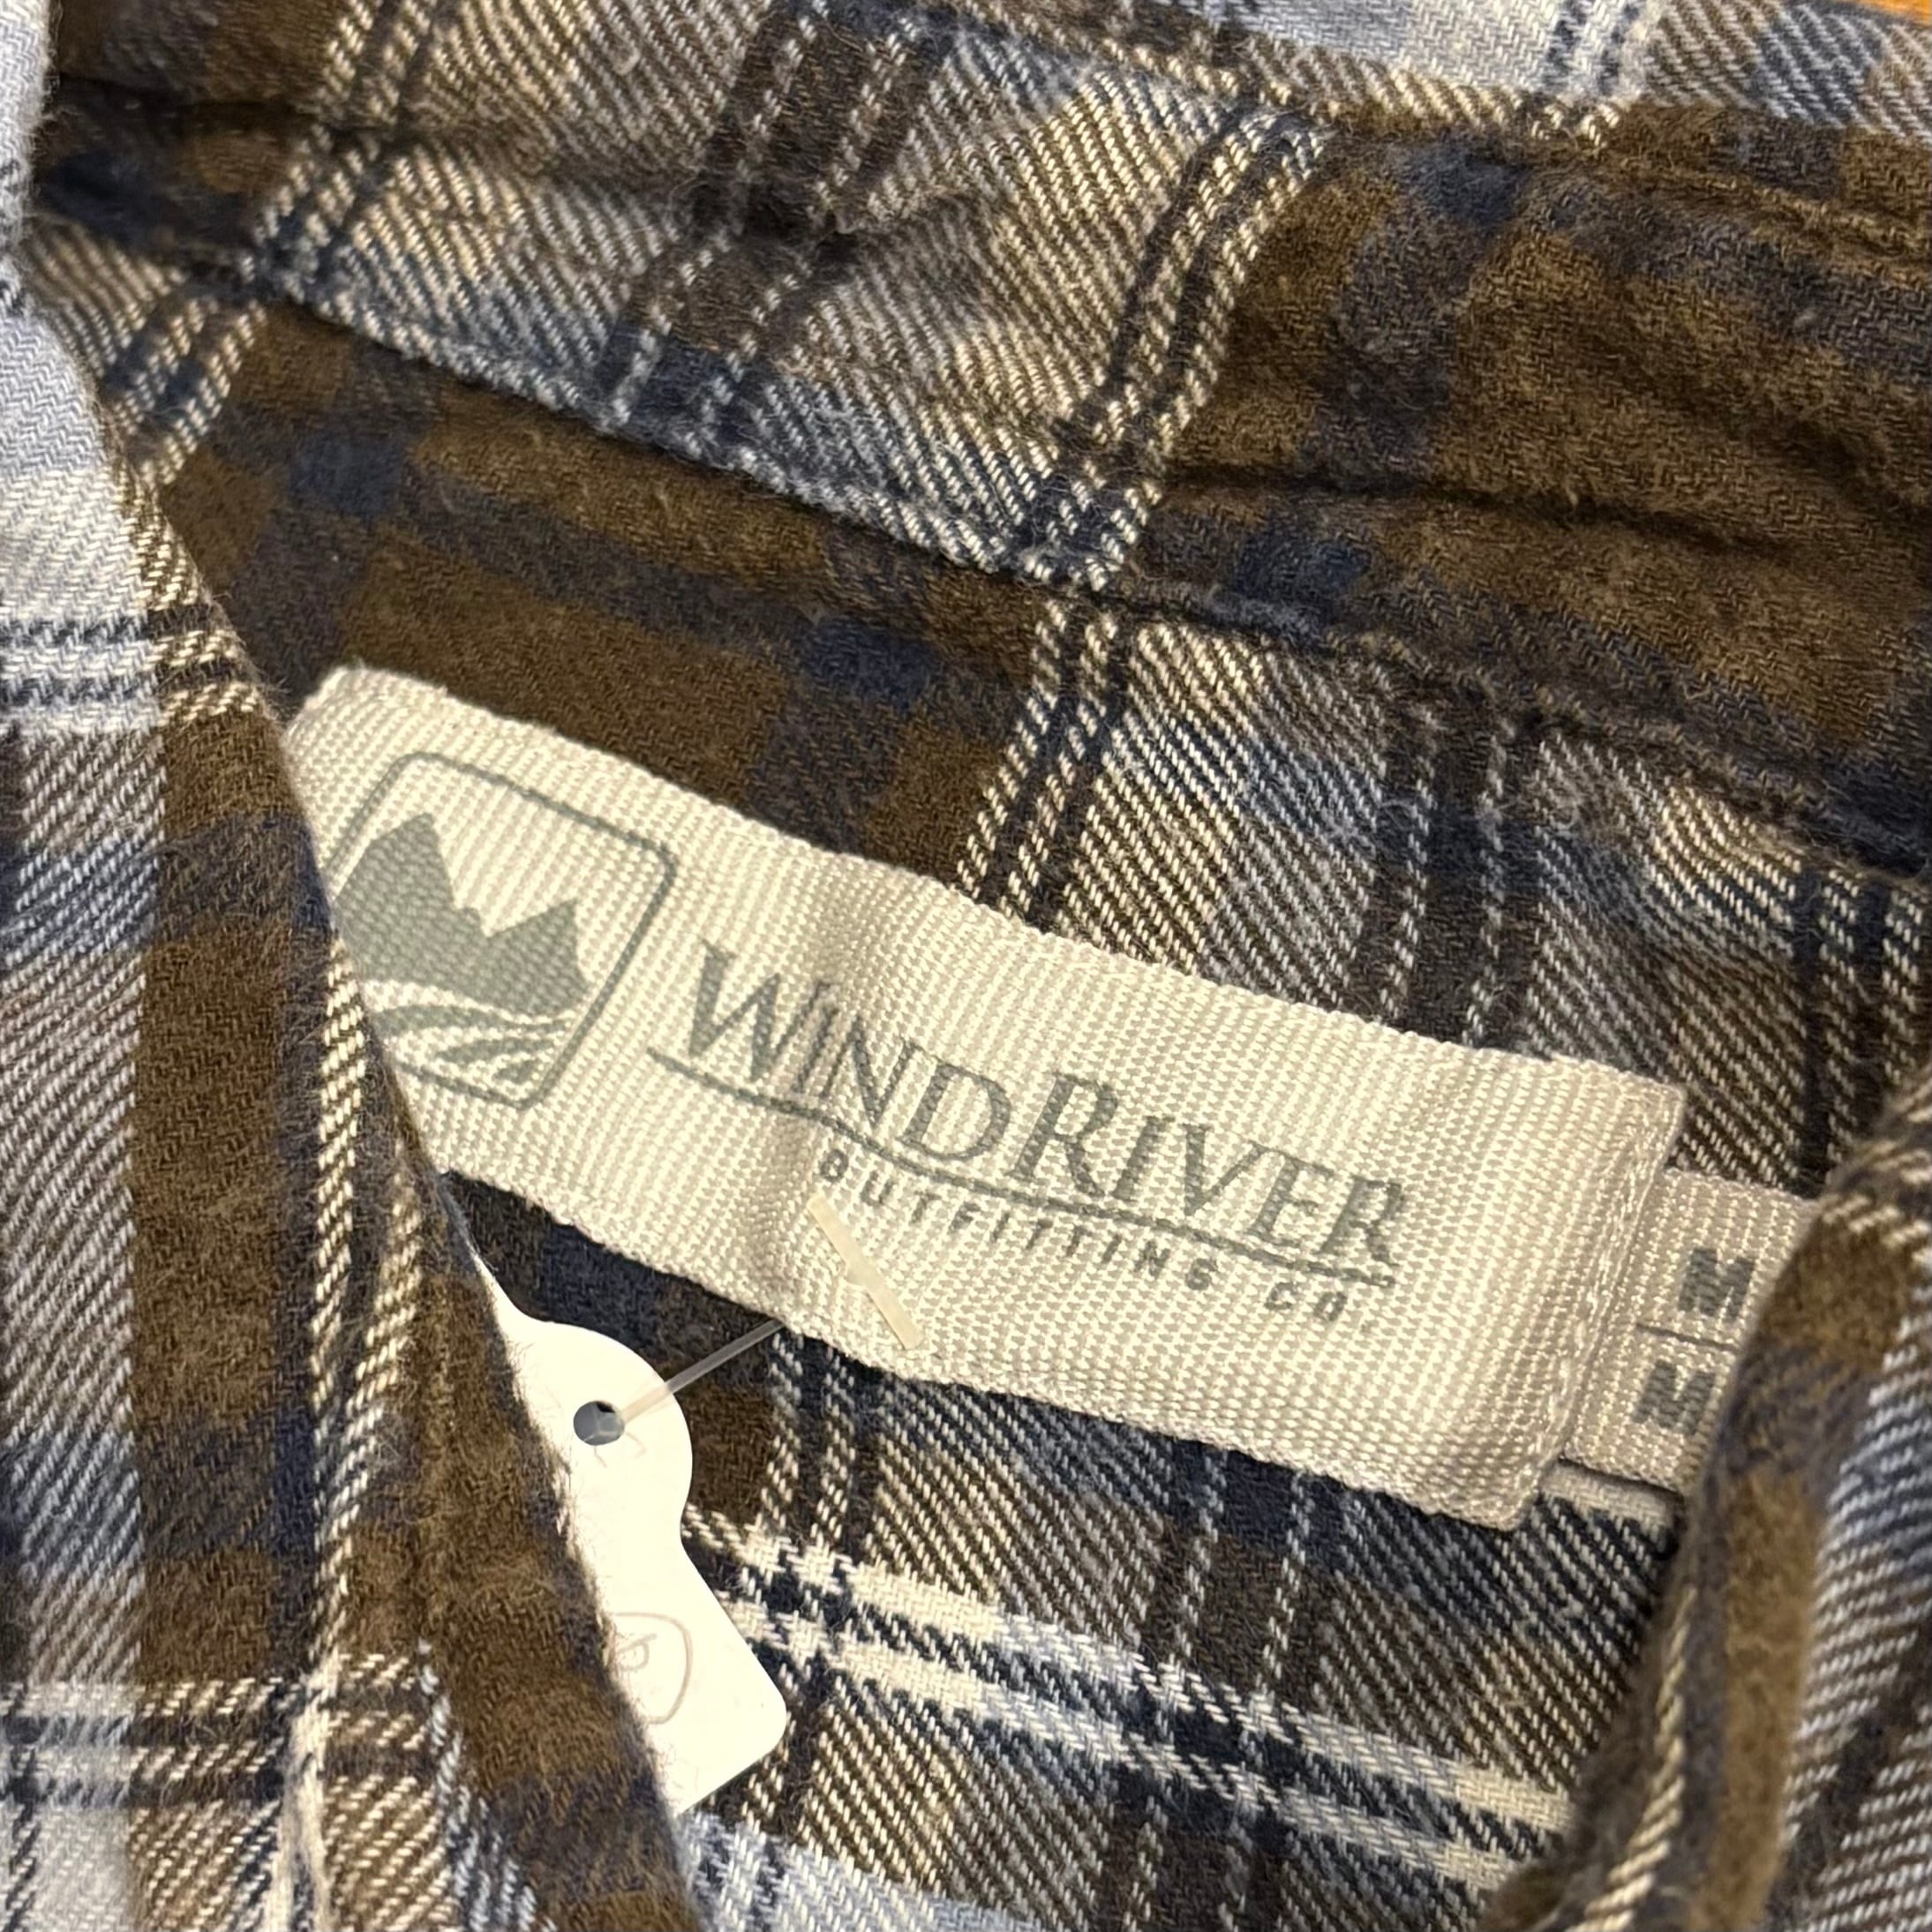 WINDRIVER
OUTFITTING CO.
M | M